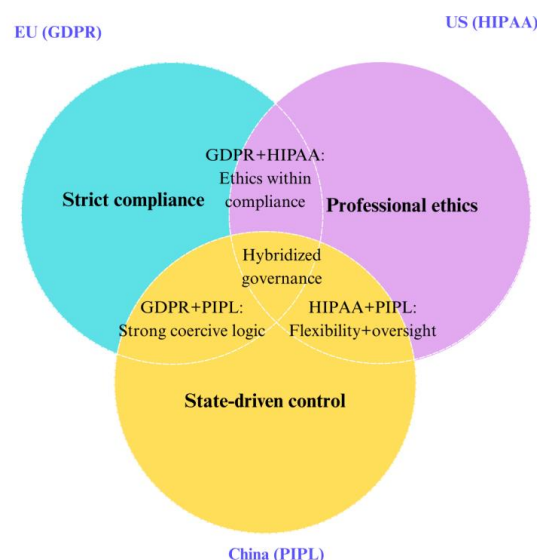 US (HIPAA)
EU (GDPR)
GDPR+HIPAA:
Ethics within
compliance
Strict compliance
Professional ethics
Hybridized
governance
GDPR+PIPL:
Strong coercive logic
HIPAA+PIPL:
Flexibility+oversight
State-driven control
China (PIPL)